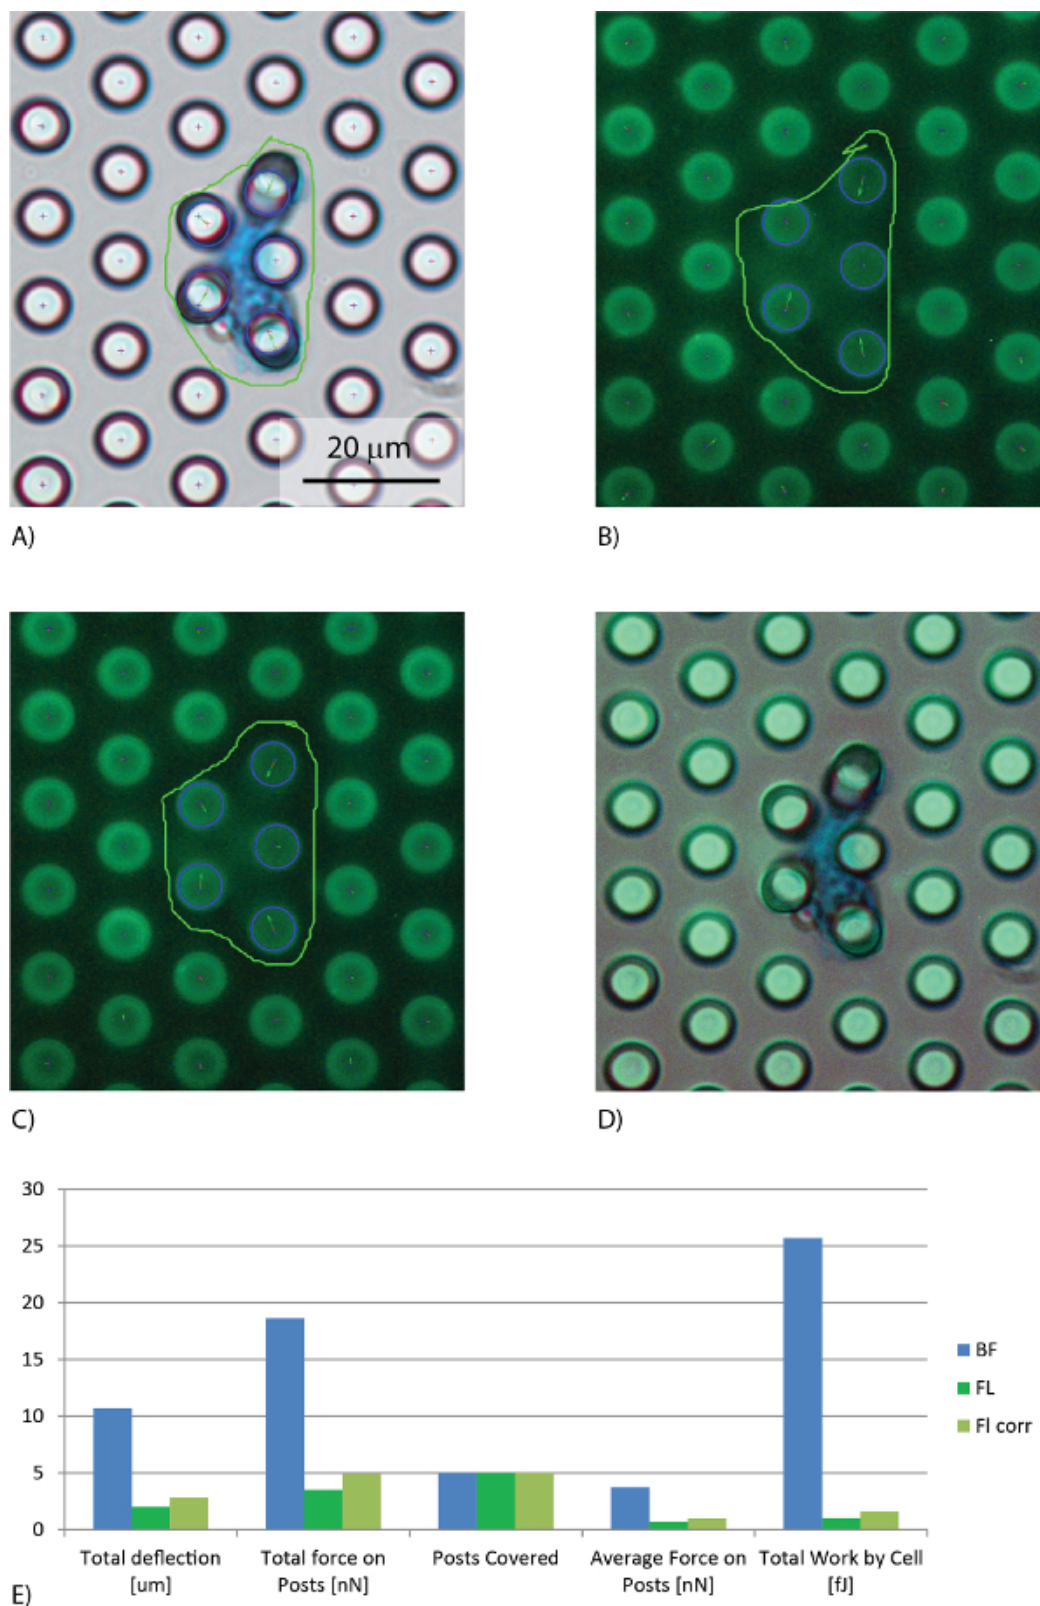 20 μm
A)
B)
C)
D)
30
25
20
15
10
5
0
BF
FL
Fl corr
Total deflection
[um]
Total force on
Posts [nN]
Posts Covered
Average Force on
Posts [nN]
Total Work by Cell
[fJ]
E)